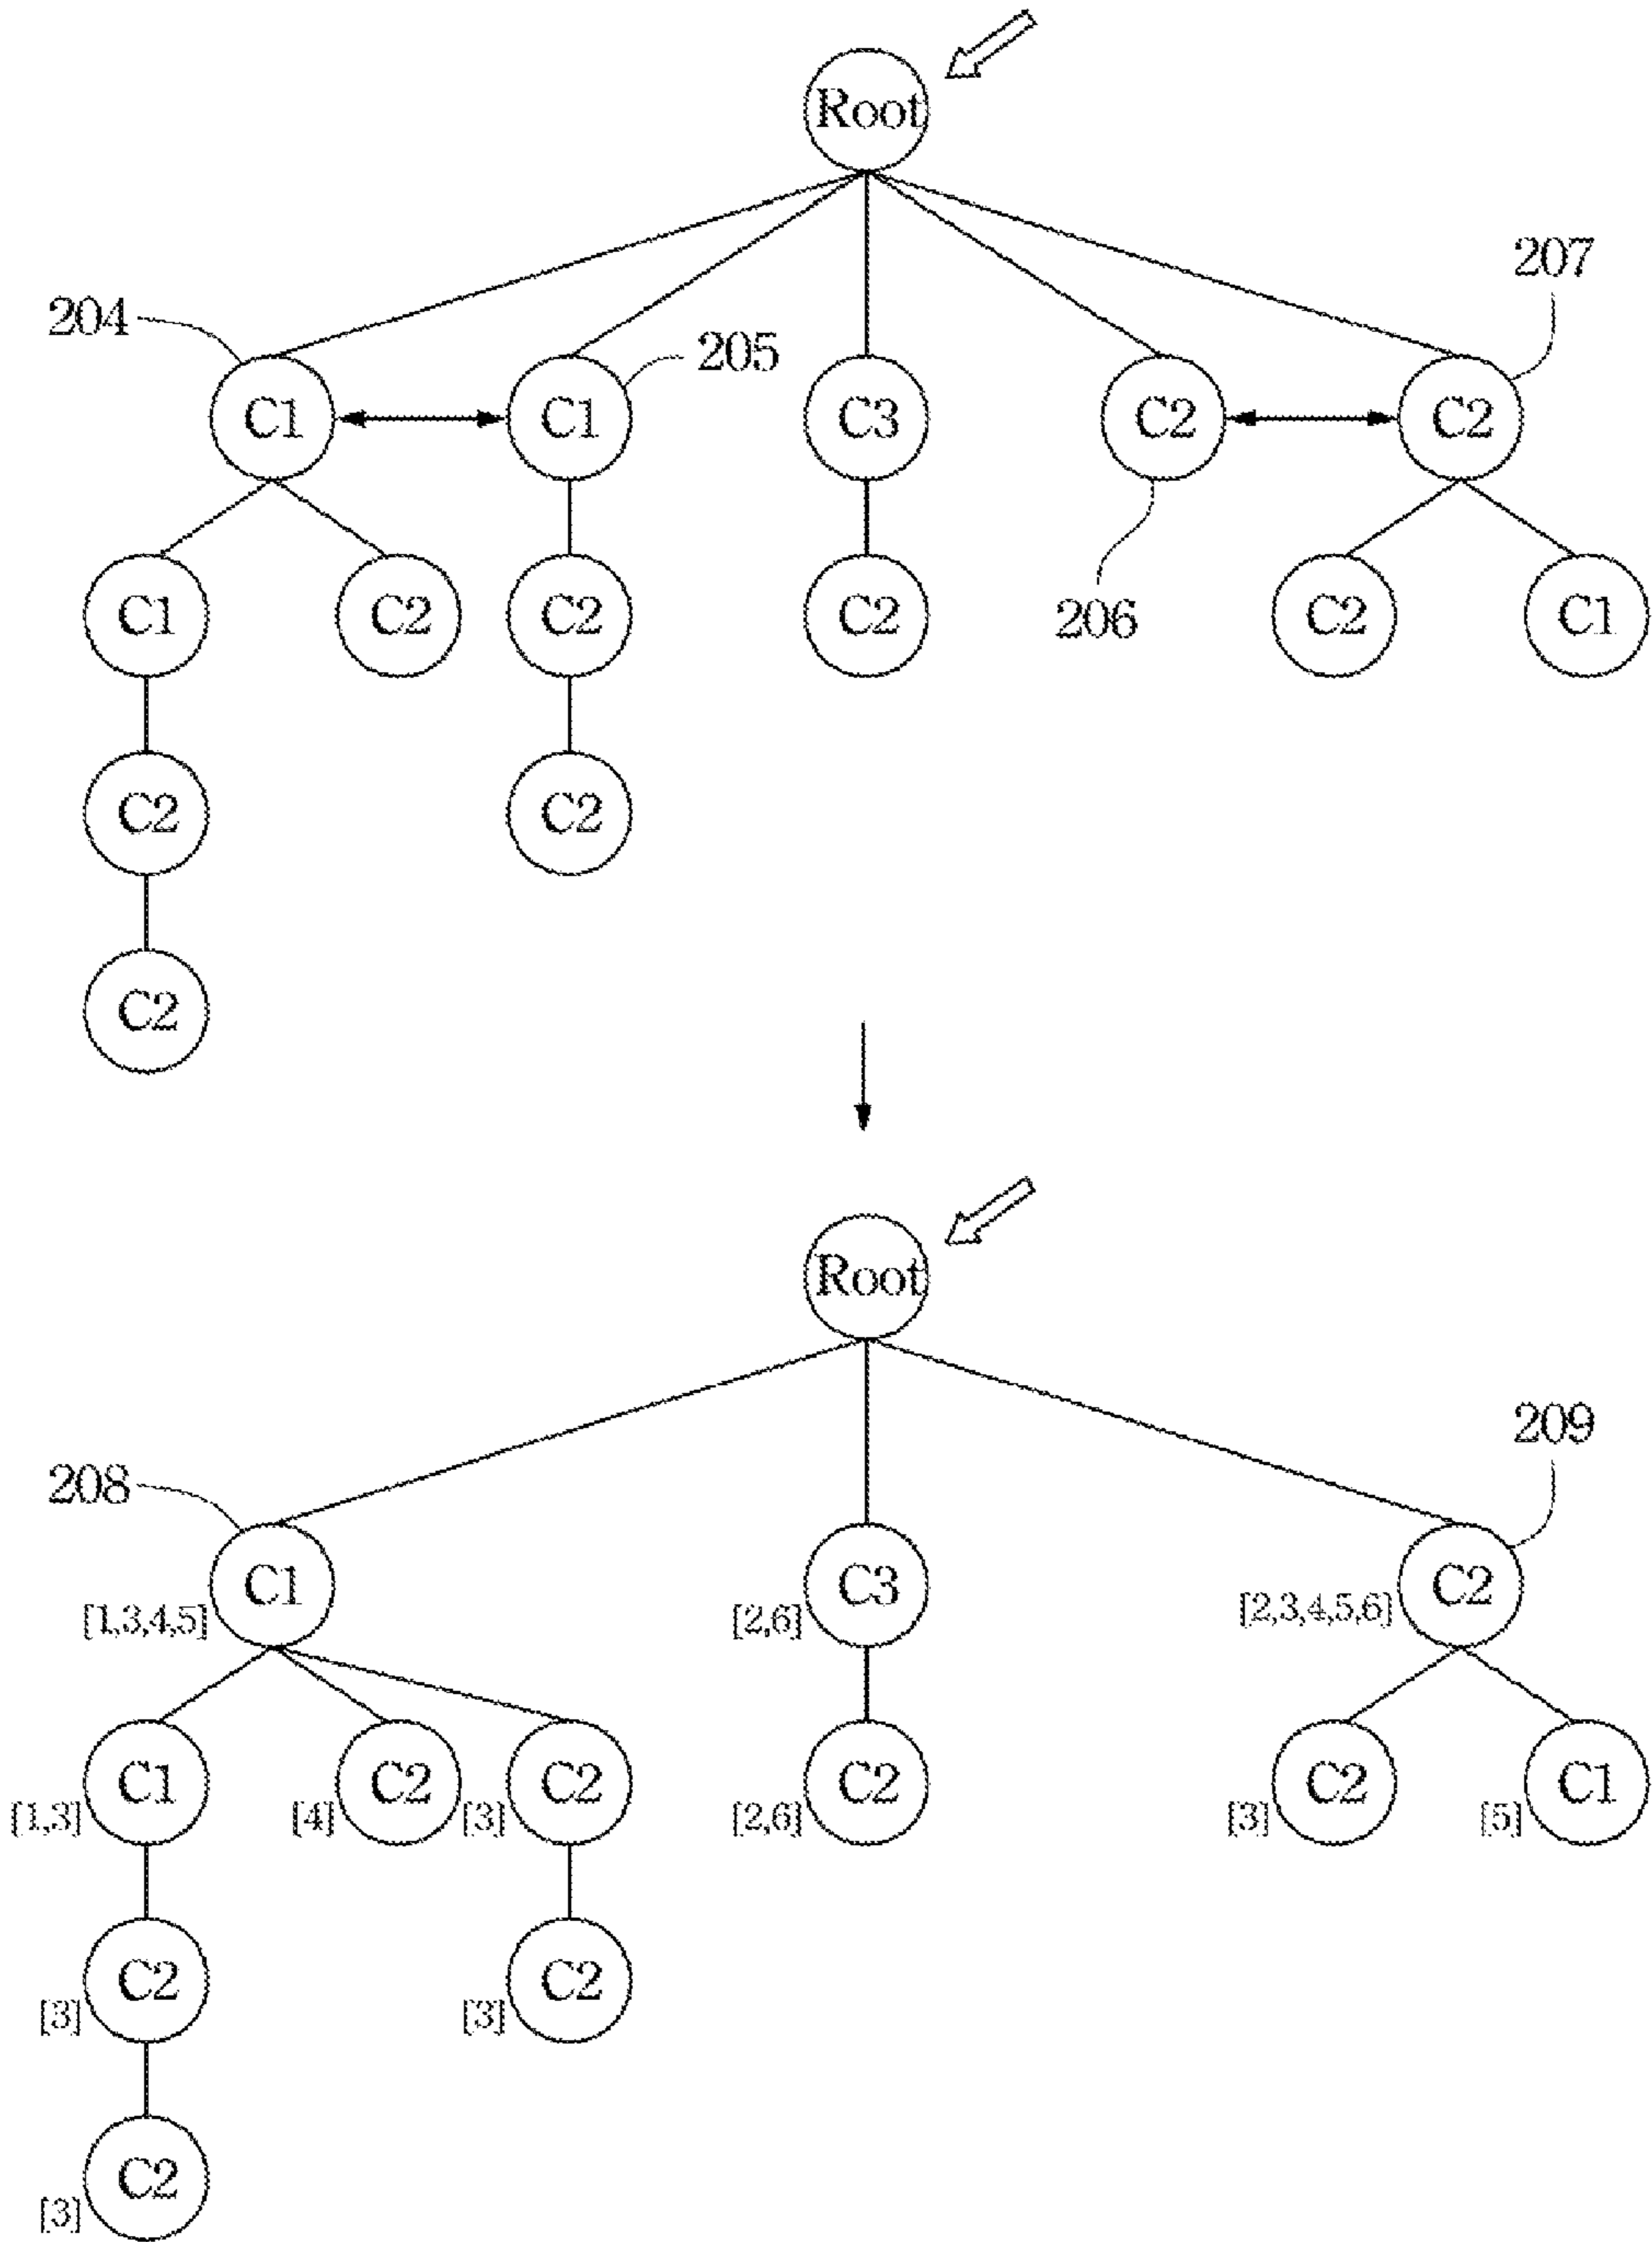 Root
207
204
205
C1
C1
C3
C2
C2
C1
C2
C2
C2
206
C2
C1
C2
C2
C2
Root
209
208
C1
C3
C2
[1,3,4,5]
[2,6]
[2,3,4,5,6]
C1
C2
C2
C2
C2
C1
[1,3]
[4]
[3]
[2,6]
[3]
[5]
C2
C2
[3]
[3]
C2
[3]